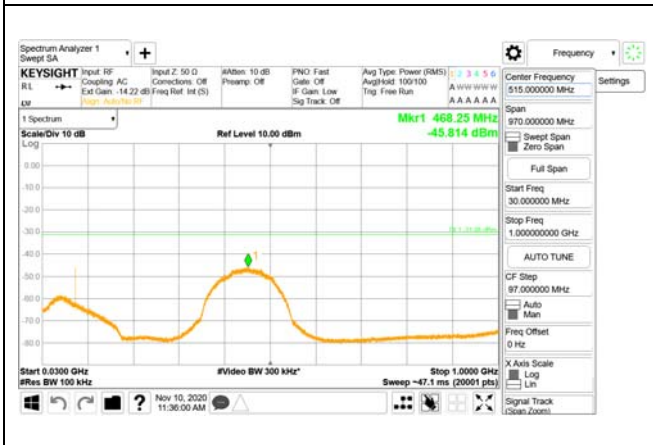 Spectrum Analyzer 1
Swept SA
Frequency
KEYSIGHT
Input: RF
Coupling: AC
Ext Gain: -14.22 dB
Align: Auto/No RF
Input Z: 50 Ω
Corrections: Off
Freq Ref: Int (S)
#Atten: 10 dB
Preamp: Off
PNO: Fast
Gate: Off
IF Gain: Low
Sig Track: Off
Avg Type: Power (RMS)
Avg|Hold: 100/100
Trig: Free Run
1 2 3 4 5 6
A W W W W W
A A A A A A
RL
1 Spectrum
Scale/Div 10 dB
Log
Ref Level 10.00 dBm
Mkr1 468.25 MHz
-45.814 dBm
0.00
-10.0
-20.0
-30.0
-40.0
-50.0
-60.0
-70.0
-80.0
1
Start 0.0300 GHz
#Res BW 100 kHz
#Video BW 300 kHz*
Stop 1.0000 GHz
Sweep ~47.1 ms (20001 pts)
Nov 10, 2020
11:36:00 AM
Center Frequency
515.000000 MHz
Settings
Span
970.000000 MHz
Swept Span
Zero Span
Full Span
Start Freq
30.000000 MHz
Stop Freq
1.000000000 GHz
AUTO TUNE
CF Step
97.000000 MHz
Auto
Man
Freq Offset
0 Hz
X Axis Scale
Log
Lin
Signal Track
(Span Zoom)